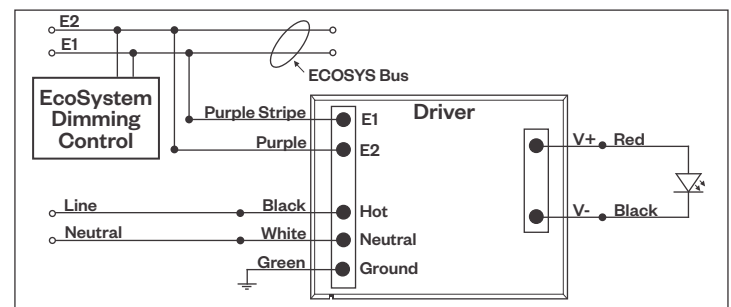 E2
E1
ECOSYS Bus
EcoSystem
Dimming
Control
Driver
Purple Stripe
E1
Purple
E2
V+
Red
Line
Black
Hot
V-
Black
Neutral
White
Neutral
Green
Ground